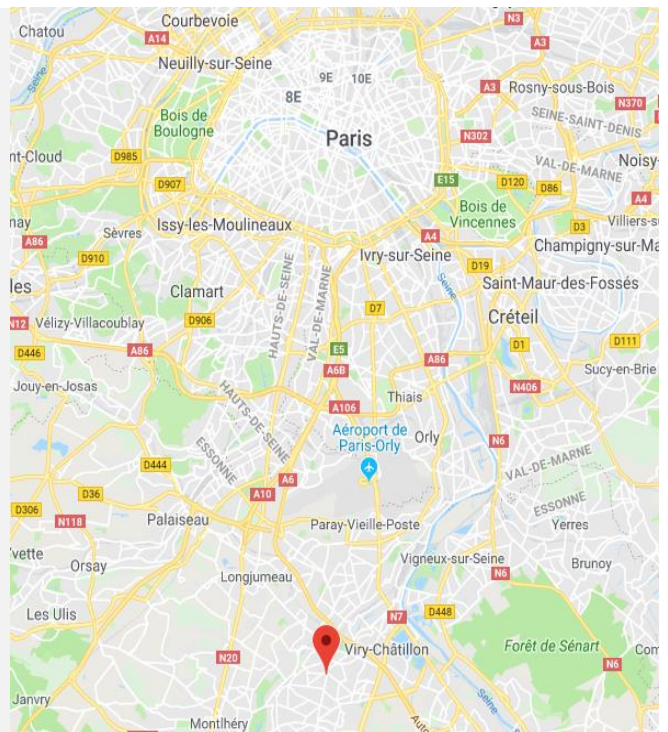 N3
Chatou
Courbevoie
A14
A3
Neuilly-sur-Seine
9E
10E
8E
A3
Rosny-sous-Bois
Seine
N370
Bois de
Boulogne
SEINE-SAINT-DENIS
Paris
N302
nt-Cloud
D985
VAL-DE-MARNE
Noisy-
D907
E15
D120
D86
A4
Bois de
Vincennes
nay
Sèvres
Issy-les-Moulineaux
D3
Villiers-s
A86
A4
Champigny-sur-Ma
D910
Ivry-sur-Seine
D19
les
Clamart
HAUTS-DE-SEINE
VAL-DE-MARNE
Seine
Saint-Maur-des-Fossés
D7
Créteil
N12
Vélizy-Villacoublay
D906
D446
A86
E5
A86
D1
D111
A6B
Sucy-en-Brie
Jouy-en-Josas
HAUTS-DE-SEINE
Thiais
N406
A106
ESSONNE
Aéroport de
Paris-Orly
Orly
N6
D444
VAL-DE-MARNE
A6
D36
A10
ESSONNE
D306
N118
Palaiseau
Paray-Vieille-Poste
Yerres
Yvette
Orsay
Vigneux-sur-Seine
Brunoy
Longjumeau
N6
Les Ulis
N7
D448
Viry-Châtillon
Forêt de Sénart
Com
N20
N6
Janvry
Seine
Montlhéry
Auto